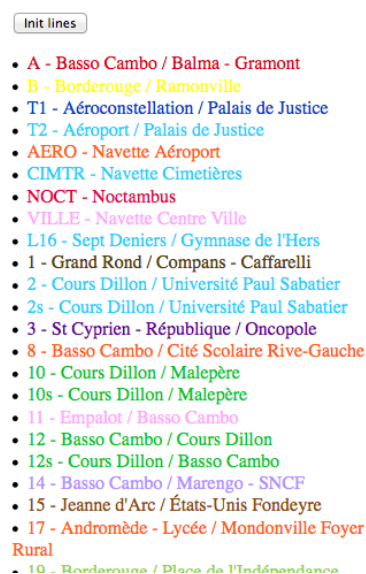 Init lines
A - Basso Cambo / Balma - Gramont
B - Borderouge / Ramonville
T1 - Aéroconstellation / Palais de Justice
T2 - Aéroport / Palais de Justice
AERO - Navette Aéroport
CIMTR - Navette Cimetières
NOCT - Noctambus
VILLE - Navette Centre Ville
L16 - Sept Deniers / Gymnase de l'Hers
1 - Grand Rond / Compans - Caffarelli
2 - Cours Dillon / Université Paul Sabatier
2s - Cours Dillon / Université Paul Sabatier
3 - St Cyprien - République / Oncopole
8 - Basso Cambo / Cité Scolaire Rive-Gauche
10 - Cours Dillon / Malepère
10s - Cours Dillon / Malepère
11 - Empalot / Basso Cambo
12 - Basso Cambo / Cours Dillon
12s - Cours Dillon / Basso Cambo
14 - Basso Cambo / Marengo - SNCF
15 - Jeanne d'Arc / États-Unis Fondeyre
17 - Andromède - Lycée / Mondonville Foyer
Rural
19 - Borderouge / Place de l'Indépendance